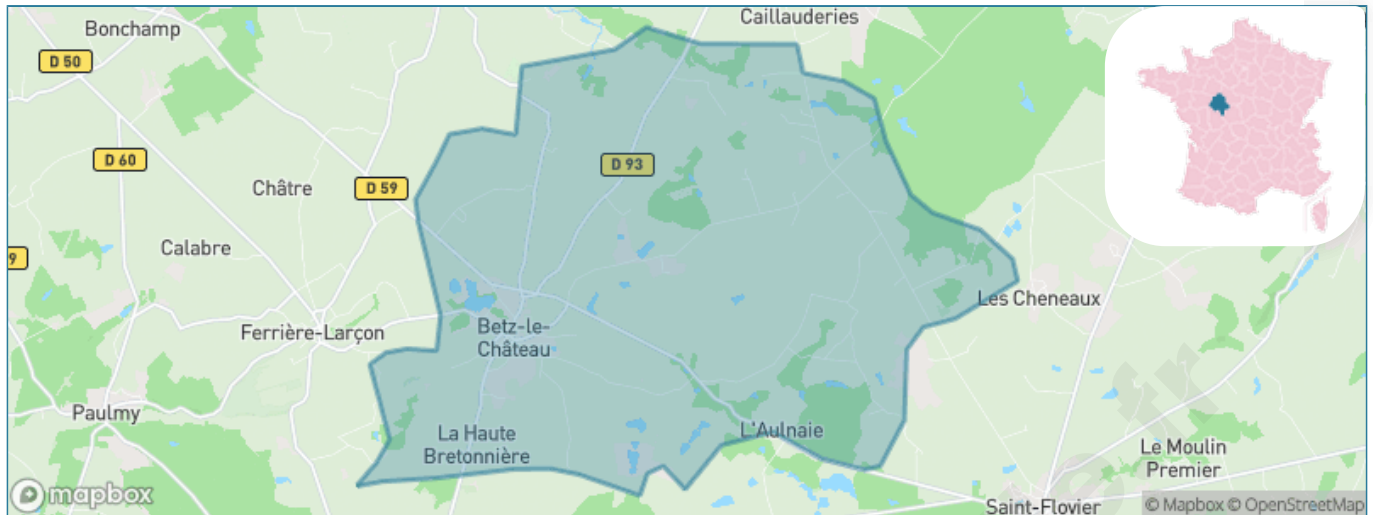 Caillauderies
Bonchamp
D 50
D 93
D 60
Châtre
D 59
Calabre
9
Les Cheneaux
Betz-le-
Château
Ferrière-Larçon
Paulmy
La Haute
Bretonnière
L'Aulnaie
Le Moulin
Premier
Saint-Flovier
mapbox
© Mapbox © OpenStreetMap